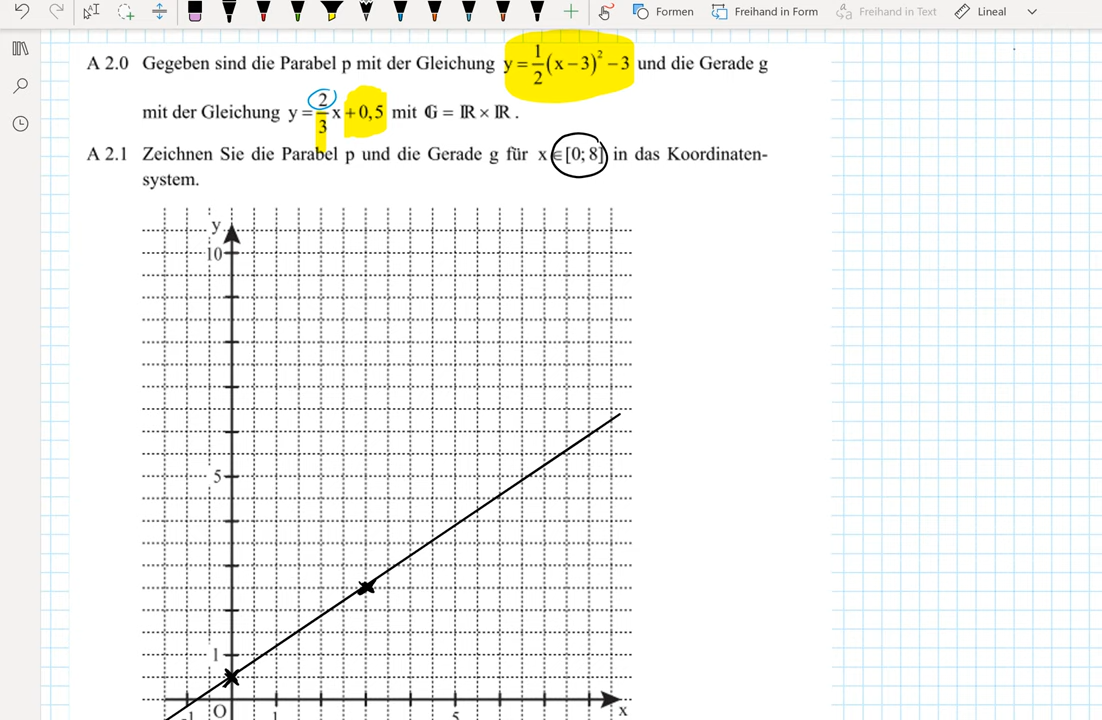 Formen Freihand in Form Freihand in Text Lineal
A 2.0 Gegeben sind die Parabel p mit der Gleichung y = 1/2 (x − 3)² − 3 und die Gerade g
mit der Gleichung y = 2/3 x + 0,5 mit 𝔾 = ℝ × ℝ .
A 2.1 Zeichnen Sie die Parabel p und die Gerade g für x ∈ [0; 8] in das Koordinaten-
system.
y
10
5
1
O
x
-1 1 5